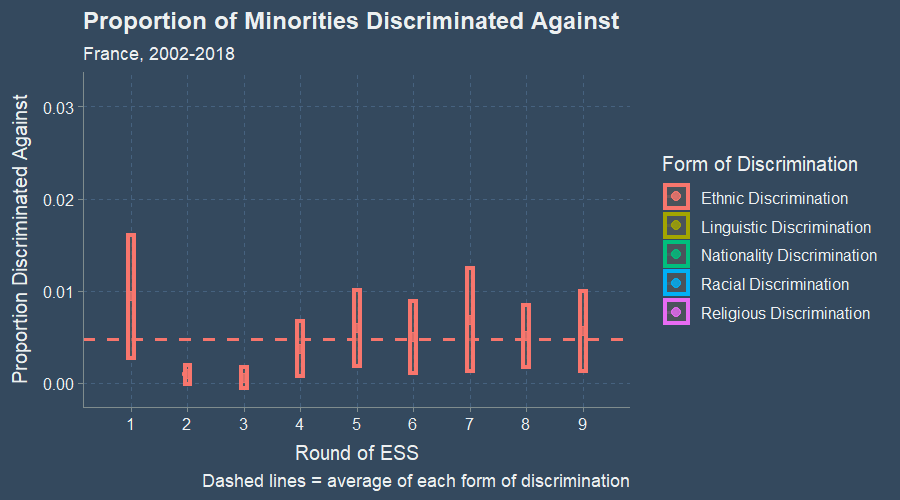 Proportion of Minorities Discriminated Against
France, 2002-2018
Proportion Discriminated Against
0.03
0.02
0.01
0.00
1 2 3 4 5 6 7 8 9
Round of ESS
Dashed lines = average of each form of discrimination
Form of Discrimination
Ethnic Discrimination
Linguistic Discrimination
Nationality Discrimination
Racial Discrimination
Religious Discrimination